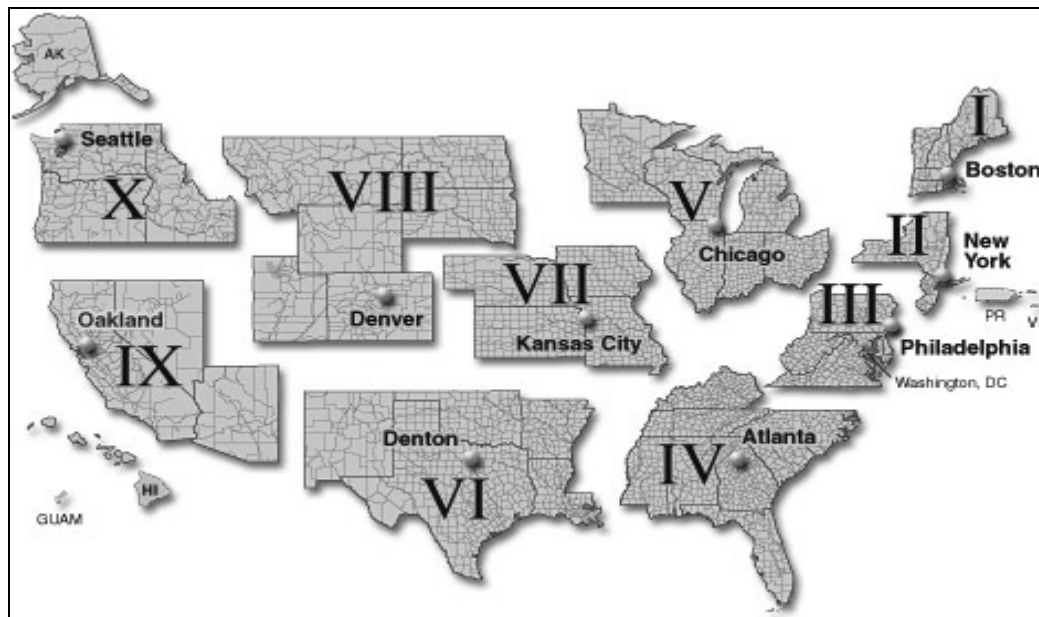 AK
I
Seattle
Boston
VIII
V
X
II
New
York
Chicago
VII
PR
V
III
Oakland
Denver
Kansas City
Philadelphia
IX
Washington, DC
Denton
Atlanta
IV
HI
VI
GUAM